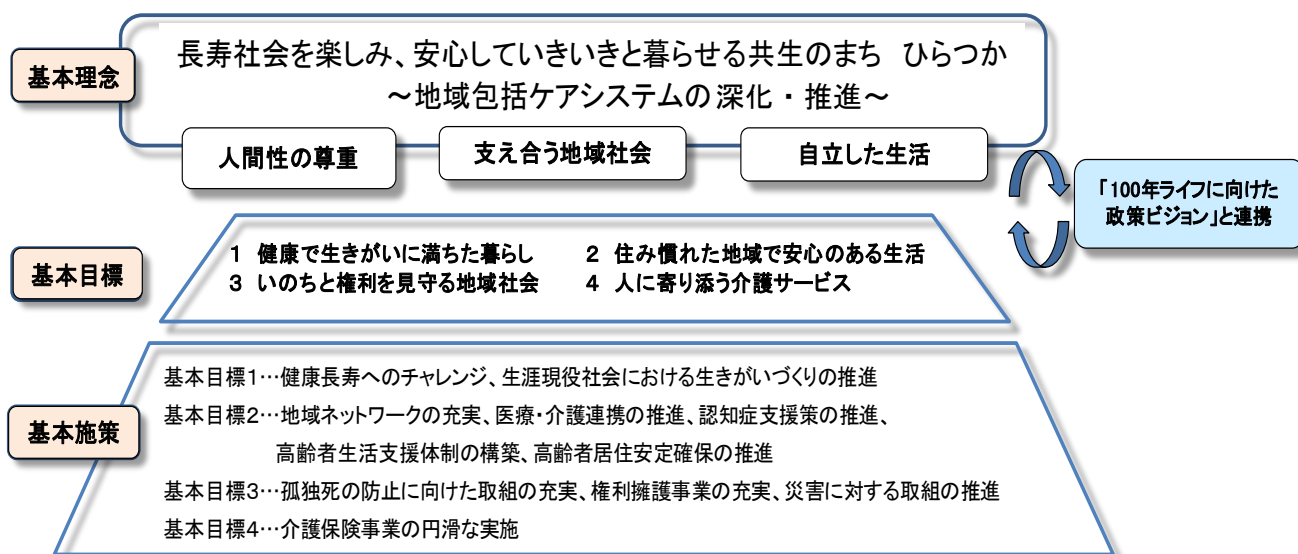 基本理念
長寿社会を楽しみ、安心していきいきと暮らせる共生のまち ひらつか
～地域包括ケアシステムの深化・推進～
人間性の尊重
支え合う地域社会
自立した生活
「100年ライフに向けた
政策ビジョン」と連携
基本目標
1 健康で生きがいに満ちた暮らし 2 住み慣れた地域で安心のある生活
3 いのちと権利を見守る地域社会 4 人に寄り添う介護サービス
基本施策
基本目標1…健康長寿へのチャレンジ、生涯現役社会における生きがいづくりの推進
基本目標2…地域ネットワークの充実、医療・介護連携の推進、認知症支援策の推進、
高齢者生活支援体制の構築、高齢者居住安定確保の推進
基本目標3…孤独死の防止に向けた取組の充実、権利擁護事業の充実、災害に対する取組の推進
基本目標4…介護保険事業の円滑な実施